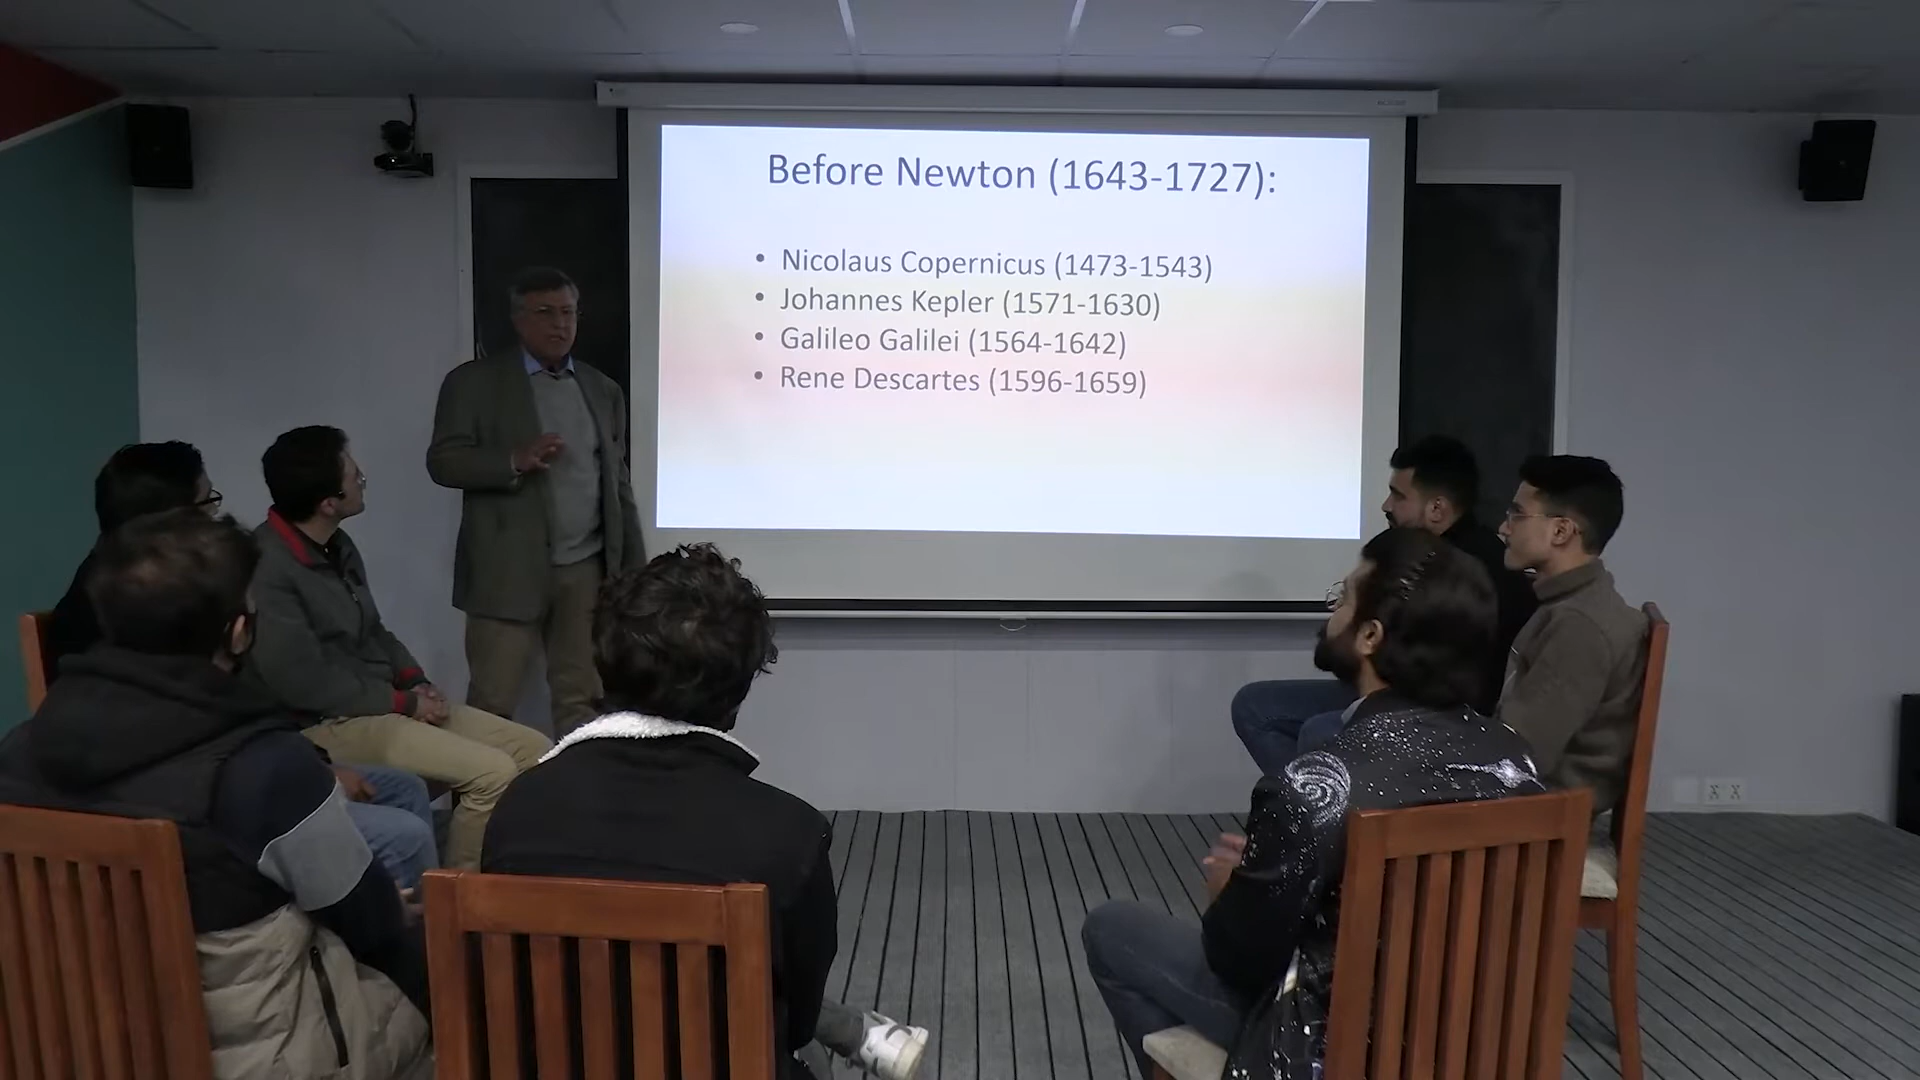 Before Newton (1643-1727):
• Nicolaus Copernicus (1473-1543)
• Johannes Kepler (1571-1630)
• Galileo Galilei (1564-1642)
• Rene Descartes (1596-1659)